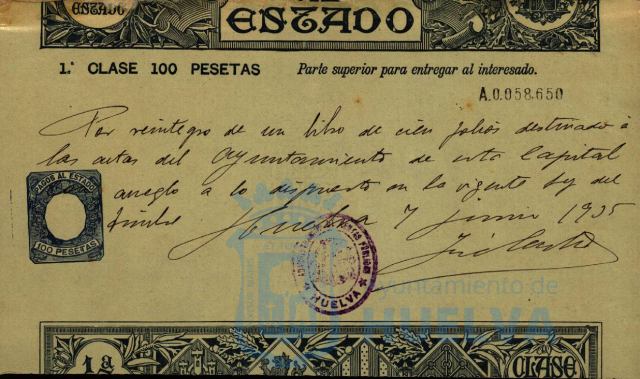 ESTADO
ESTADO
1.ª CLASE 100 PESETAS
Parte superior para entregar al interesado.
A.0.058.650
Por reintegro de un libro de cien folios destinado á
las actas del Ayuntamiento de esta Capital
arreglo a lo dispuesto en la vigente ley del
timbre Huelva 7 junio 1935
PAGOS AL ESTADO
100 PESETAS
HUELVA
Ayuntamiento de
HUELVA
1ª
CLASE